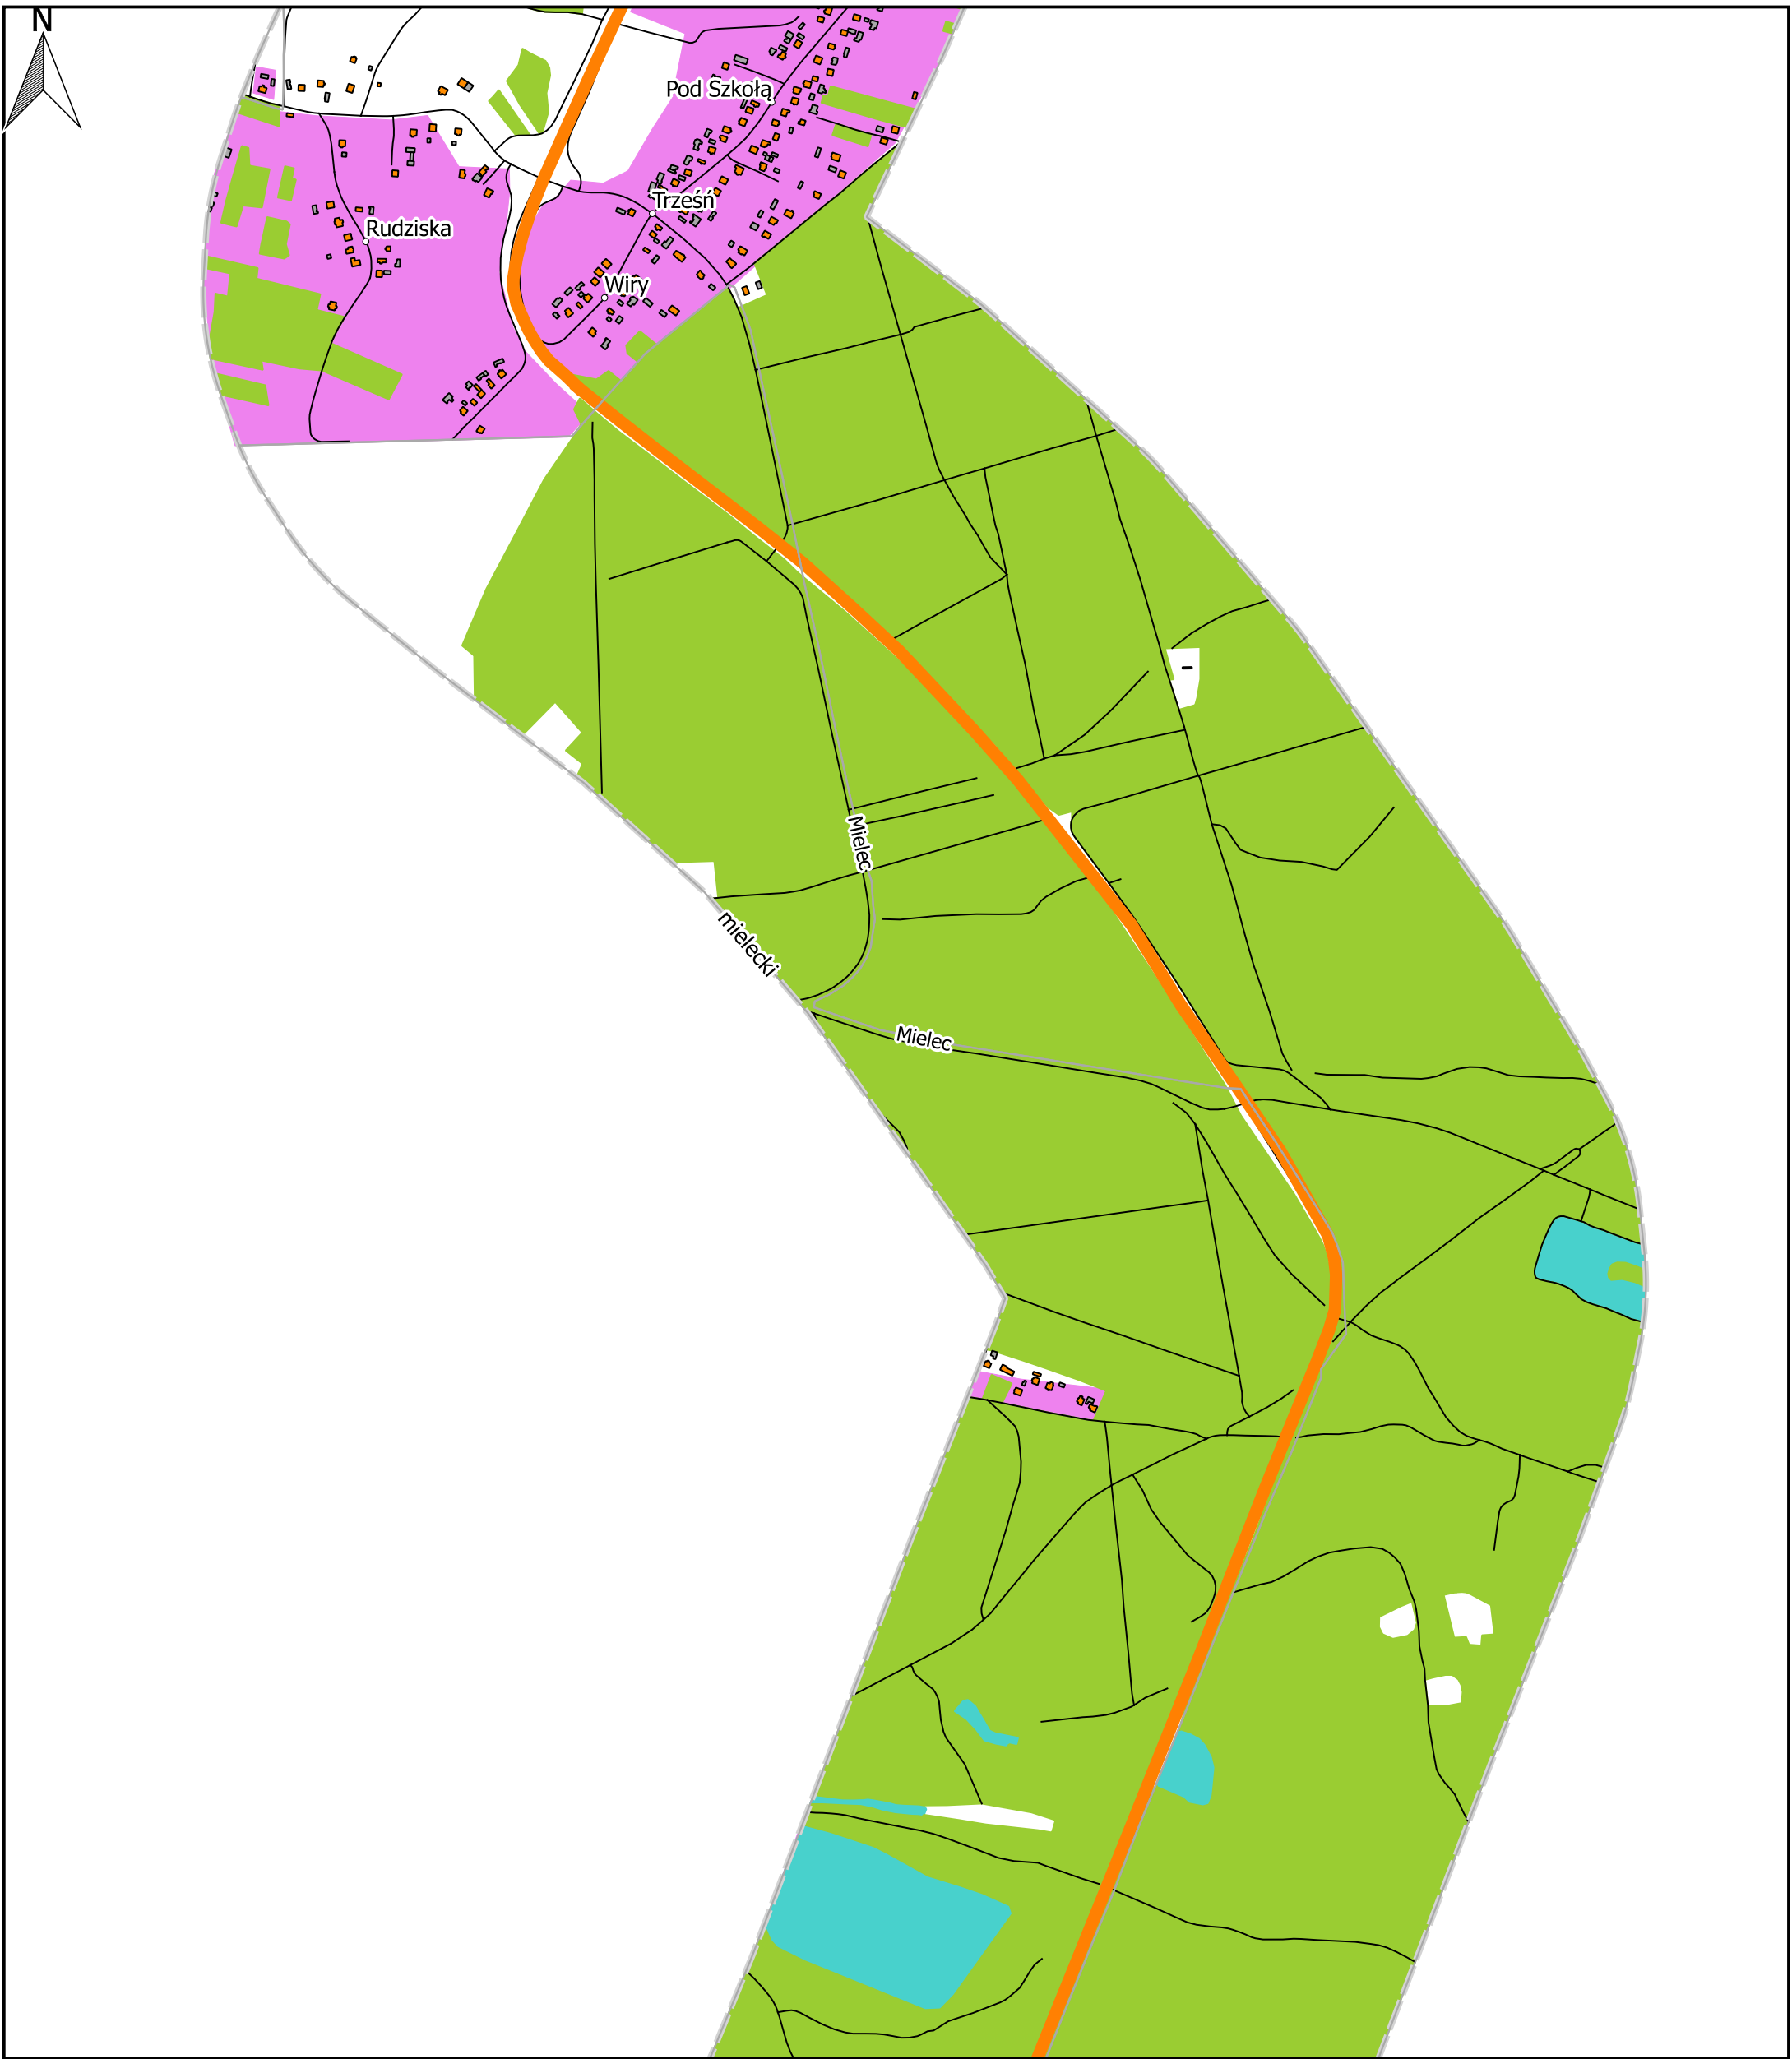 N
Pod Szkołą
Trześń
Rudziska
Wiry
Mielec
mielecki
Mielec